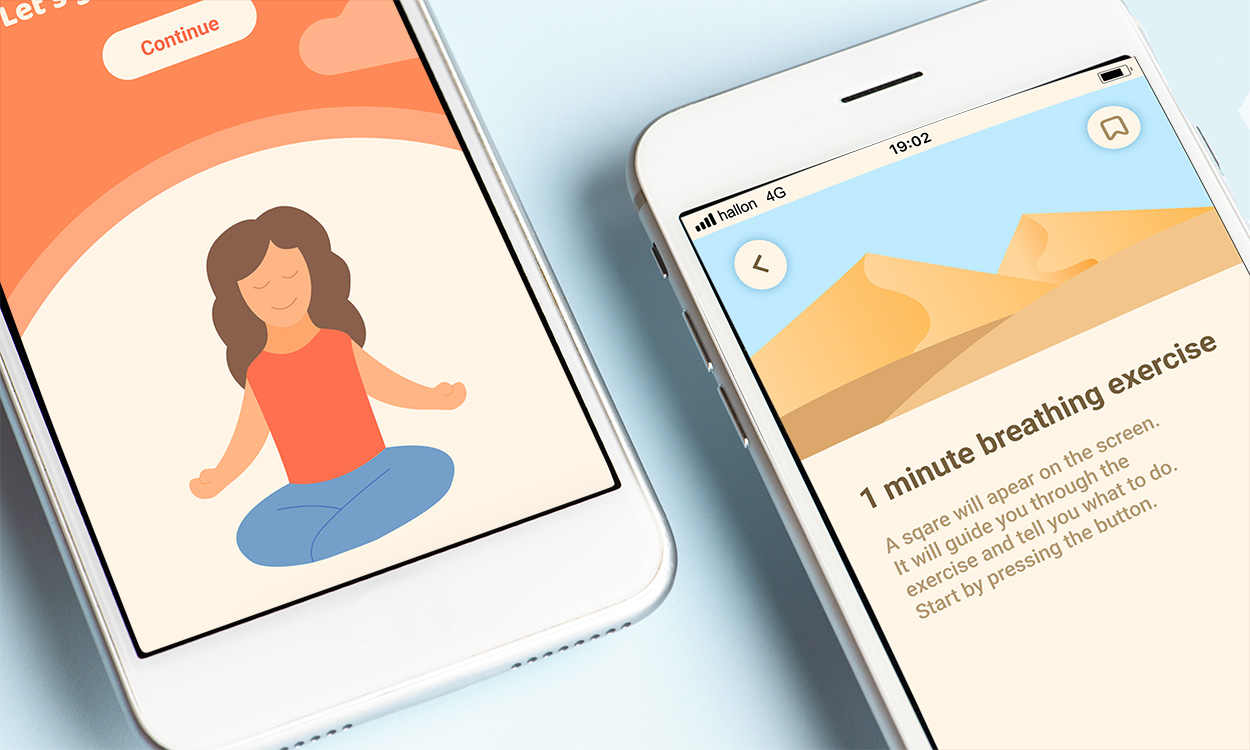 Let's
Continue
hallon 4G
19:02
1 minute breathing exercise
A sqare will apear on the screen.
It will guide you through the
exercise and tell you what to do.
Start by pressing the button.